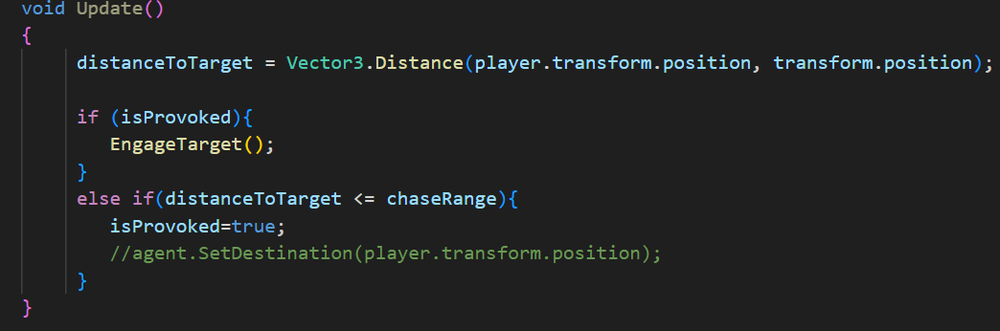 void Update()
{
distanceToTarget = Vector3.Distance(player.transform.position, transform.position);
if (isProvoked){
EngageTarget();
}
else if(distanceToTarget <= chaseRange){
isProvoked=true;
//agent.SetDestination(player.transform.position);
}
}